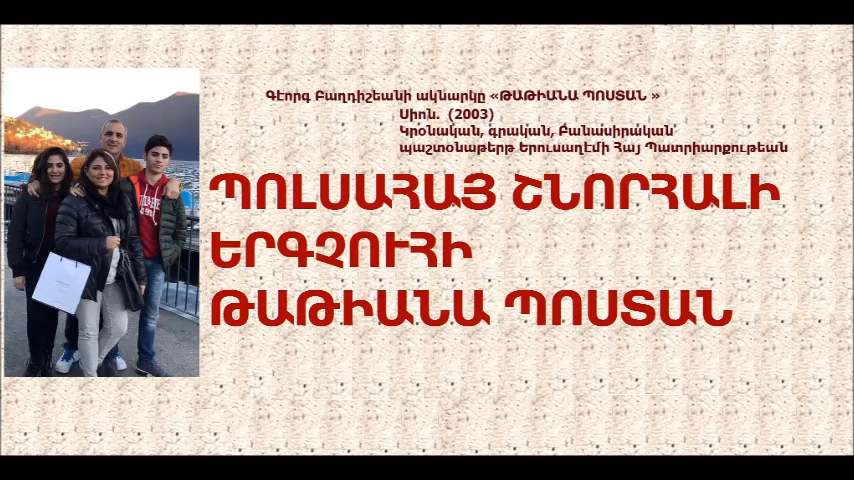 Գէորգ Բաղդիշեանի ակնարկը «ԹԱԹԻԱՆԱ ՊՈՍՏԱՆ »
Սիոն. (2003)
Կրօնական, գրական, Բանասիրական
պաշտօնաթերթ Երուսաղէմի Հայ Պատրիարքութեան
ՊՈԼՍԱՀԱՅ ՇՆՈՐՀԱԼԻ
ԵՐԳՉՈՒՀԻ
ԹԱԹԻԱՆԱ ՊՈՍՏԱՆ